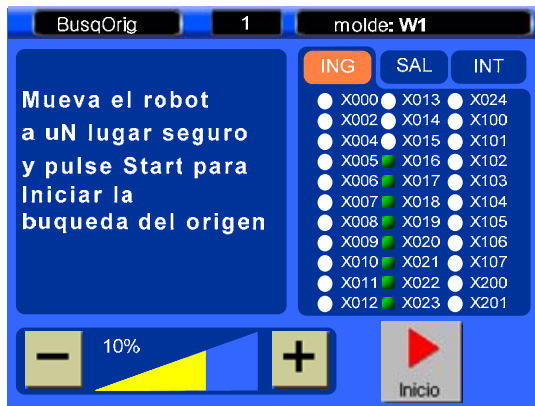 BusqOrig 1 molde: W1
Mueva el robot
a uN lugar seguro
y pulse Start para
Iniciar la
buqueda del origen
ING SAL INT
X000 X013 X024
X002 X014 X100
X004 X015 X101
X005 X016 X102
X006 X017 X103
X007 X018 X104
X008 X019 X105
X009 X020 X106
X010 X021 X107
X011 X022 X200
X012 X023 X201
− 10% +
Inicio